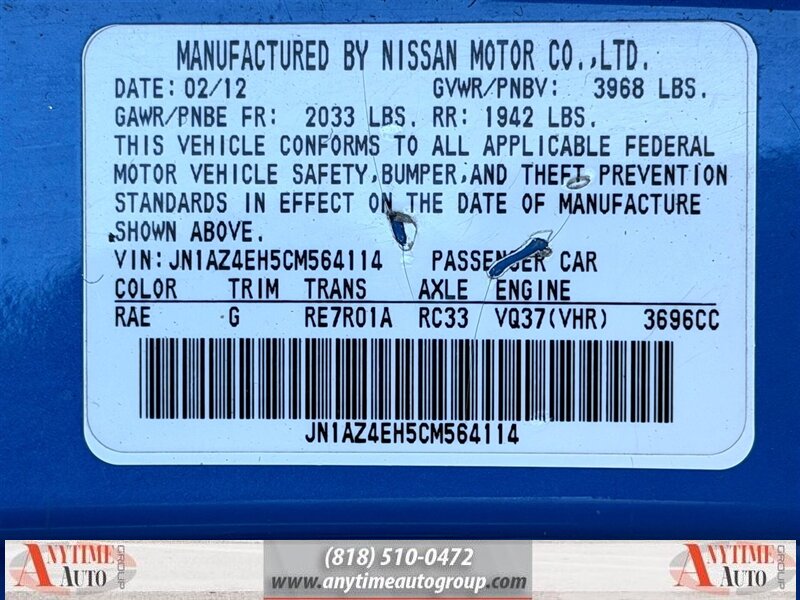 MANUFACTURED BY NISSAN MOTOR CO.,LTD.
DATE: 02/12 GVWR/PNBV: 3968 LBS.
GAWR/PNBE FR: 2033 LBS. RR: 1942 LBS.
THIS VEHICLE CONFORMS TO ALL APPLICABLE FEDERAL
MOTOR VEHICLE SAFETY,BUMPER,AND THEFT PREVENTION
STANDARDS IN EFFECT ON THE DATE OF MANUFACTURE
SHOWN ABOVE.
VIN: JN1AZ4EH5CM564114 PASSENGER CAR
COLOR TRIM TRANS AXLE ENGINE
RAE G RE7R01A RC33 VQ37(VHR) 3696CC
JN1AZ4EH5CM564114
ANYTIME AUTO GROUP
(818) 510-0472
www.anytimeautogroup.com
ANYTIME AUTO GROUP